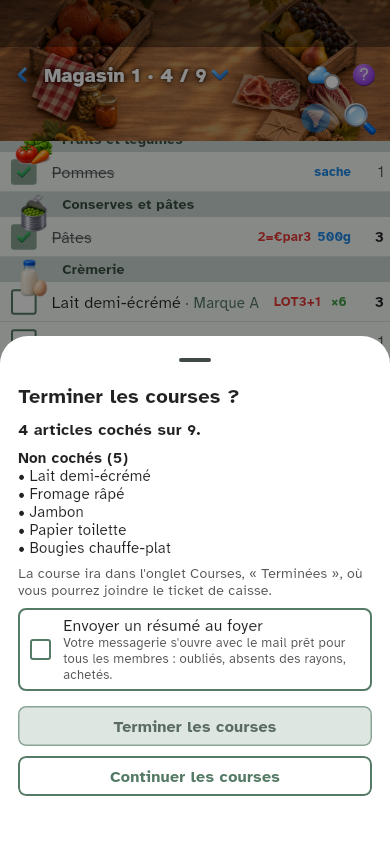 Magasin 1 · 4 / 9
?
Fruits et légumes
Pommes sache 1
Conserves et pâtes
Pâtes 2=€par3 500g 3
Crèmerie
Lait demi-écrémé · Marque A LOT3+1 ×6 3
1
Terminer les courses ?
4 articles cochés sur 9.
Non cochés (5)
• Lait demi-écrémé
• Fromage râpé
• Jambon
• Papier toilette
• Bougies chauffe-plat
La course ira dans l'onglet Courses, « Terminées », où
vous pourrez joindre le ticket de caisse.
Envoyer un résumé au foyer
Votre messagerie s'ouvre avec le mail prêt pour
tous les membres : oubliés, absents des rayons,
achetés.
Terminer les courses
Continuer les courses